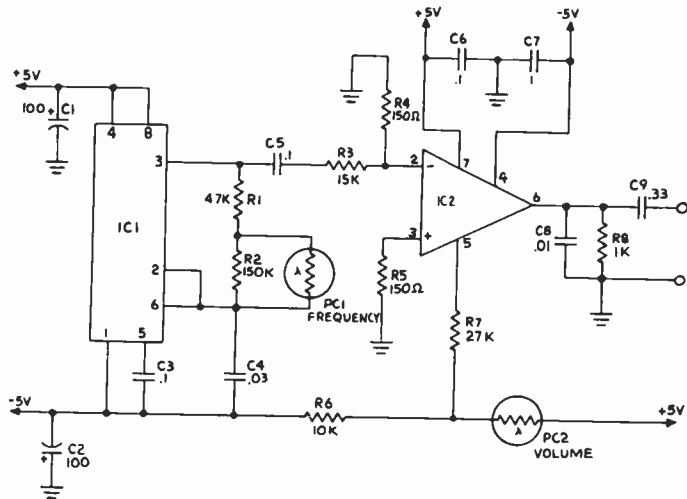 +5V
-5V
C6
.1
C7
1
+5V
100
+
C1
4
8
3
IC1
2
6
1
5
C5
.1
R3
15K
R4
150Ω
47K
R1
R2
150K
λ
PC1
FREQUENCY
2
-
7
4
IC2
6
3
+
5
R5
150Ω
C9
.33
C8
.01
R8
1K
R7
27K
C3
.1
C4
.03
-5V
R6
10K
λ
PC2
VOLUME
+5V
+
C2
100